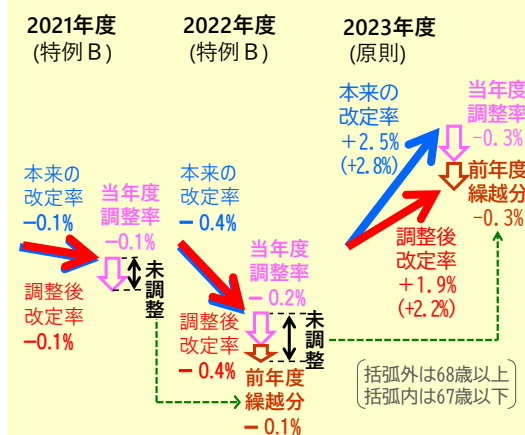 2021年度
(特例Ｂ)
本来の
改定率
－0.1%
当年度
調整率
－0.1%
未調整
調整後
改定率
－0.1%
2022年度
(特例Ｂ)
本来の
改定率
－0.4%
当年度
調整率
－0.2%
未調整
調整後
改定率
－0.4%
前年度
繰越分
－0.1%
2023年度
(原則)
本来の
改定率
＋2.5%
(+2.8%)
当年度
調整率
－0.3%
前年度
繰越分
－0.3%
調整後
改定率
＋1.9%
(+2.2%)
括弧外は68歳以上
括弧内は67歳以下